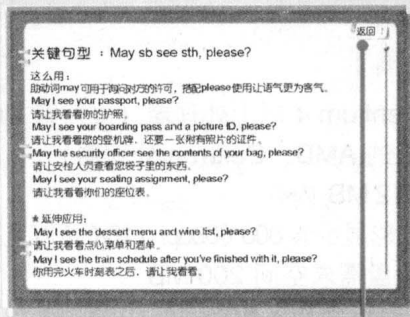 返回
关键句型：May sb see sth, please?
这么用：
助动词may可用于询问对方的许可，搭配please使用让语气更为客气。
May I see your passport, please?
请让我看看你的护照。
May I see your boarding pass and a picture ID, please?
请让我看看您的登机牌，还要一张附有照片的证件。
May the security officer see the contents of your bag, please?
请让安检人员查看您袋子里的东西。
May I see your seating assignment, please?
请让我看看你们的座位表。
★延伸应用：
May I see the dessert menu and wine list, please?
请让我看看点心菜单和酒单。
May I see the train schedule after you've finished with it, please?
你用完火车时刻表之后，请让我看看。